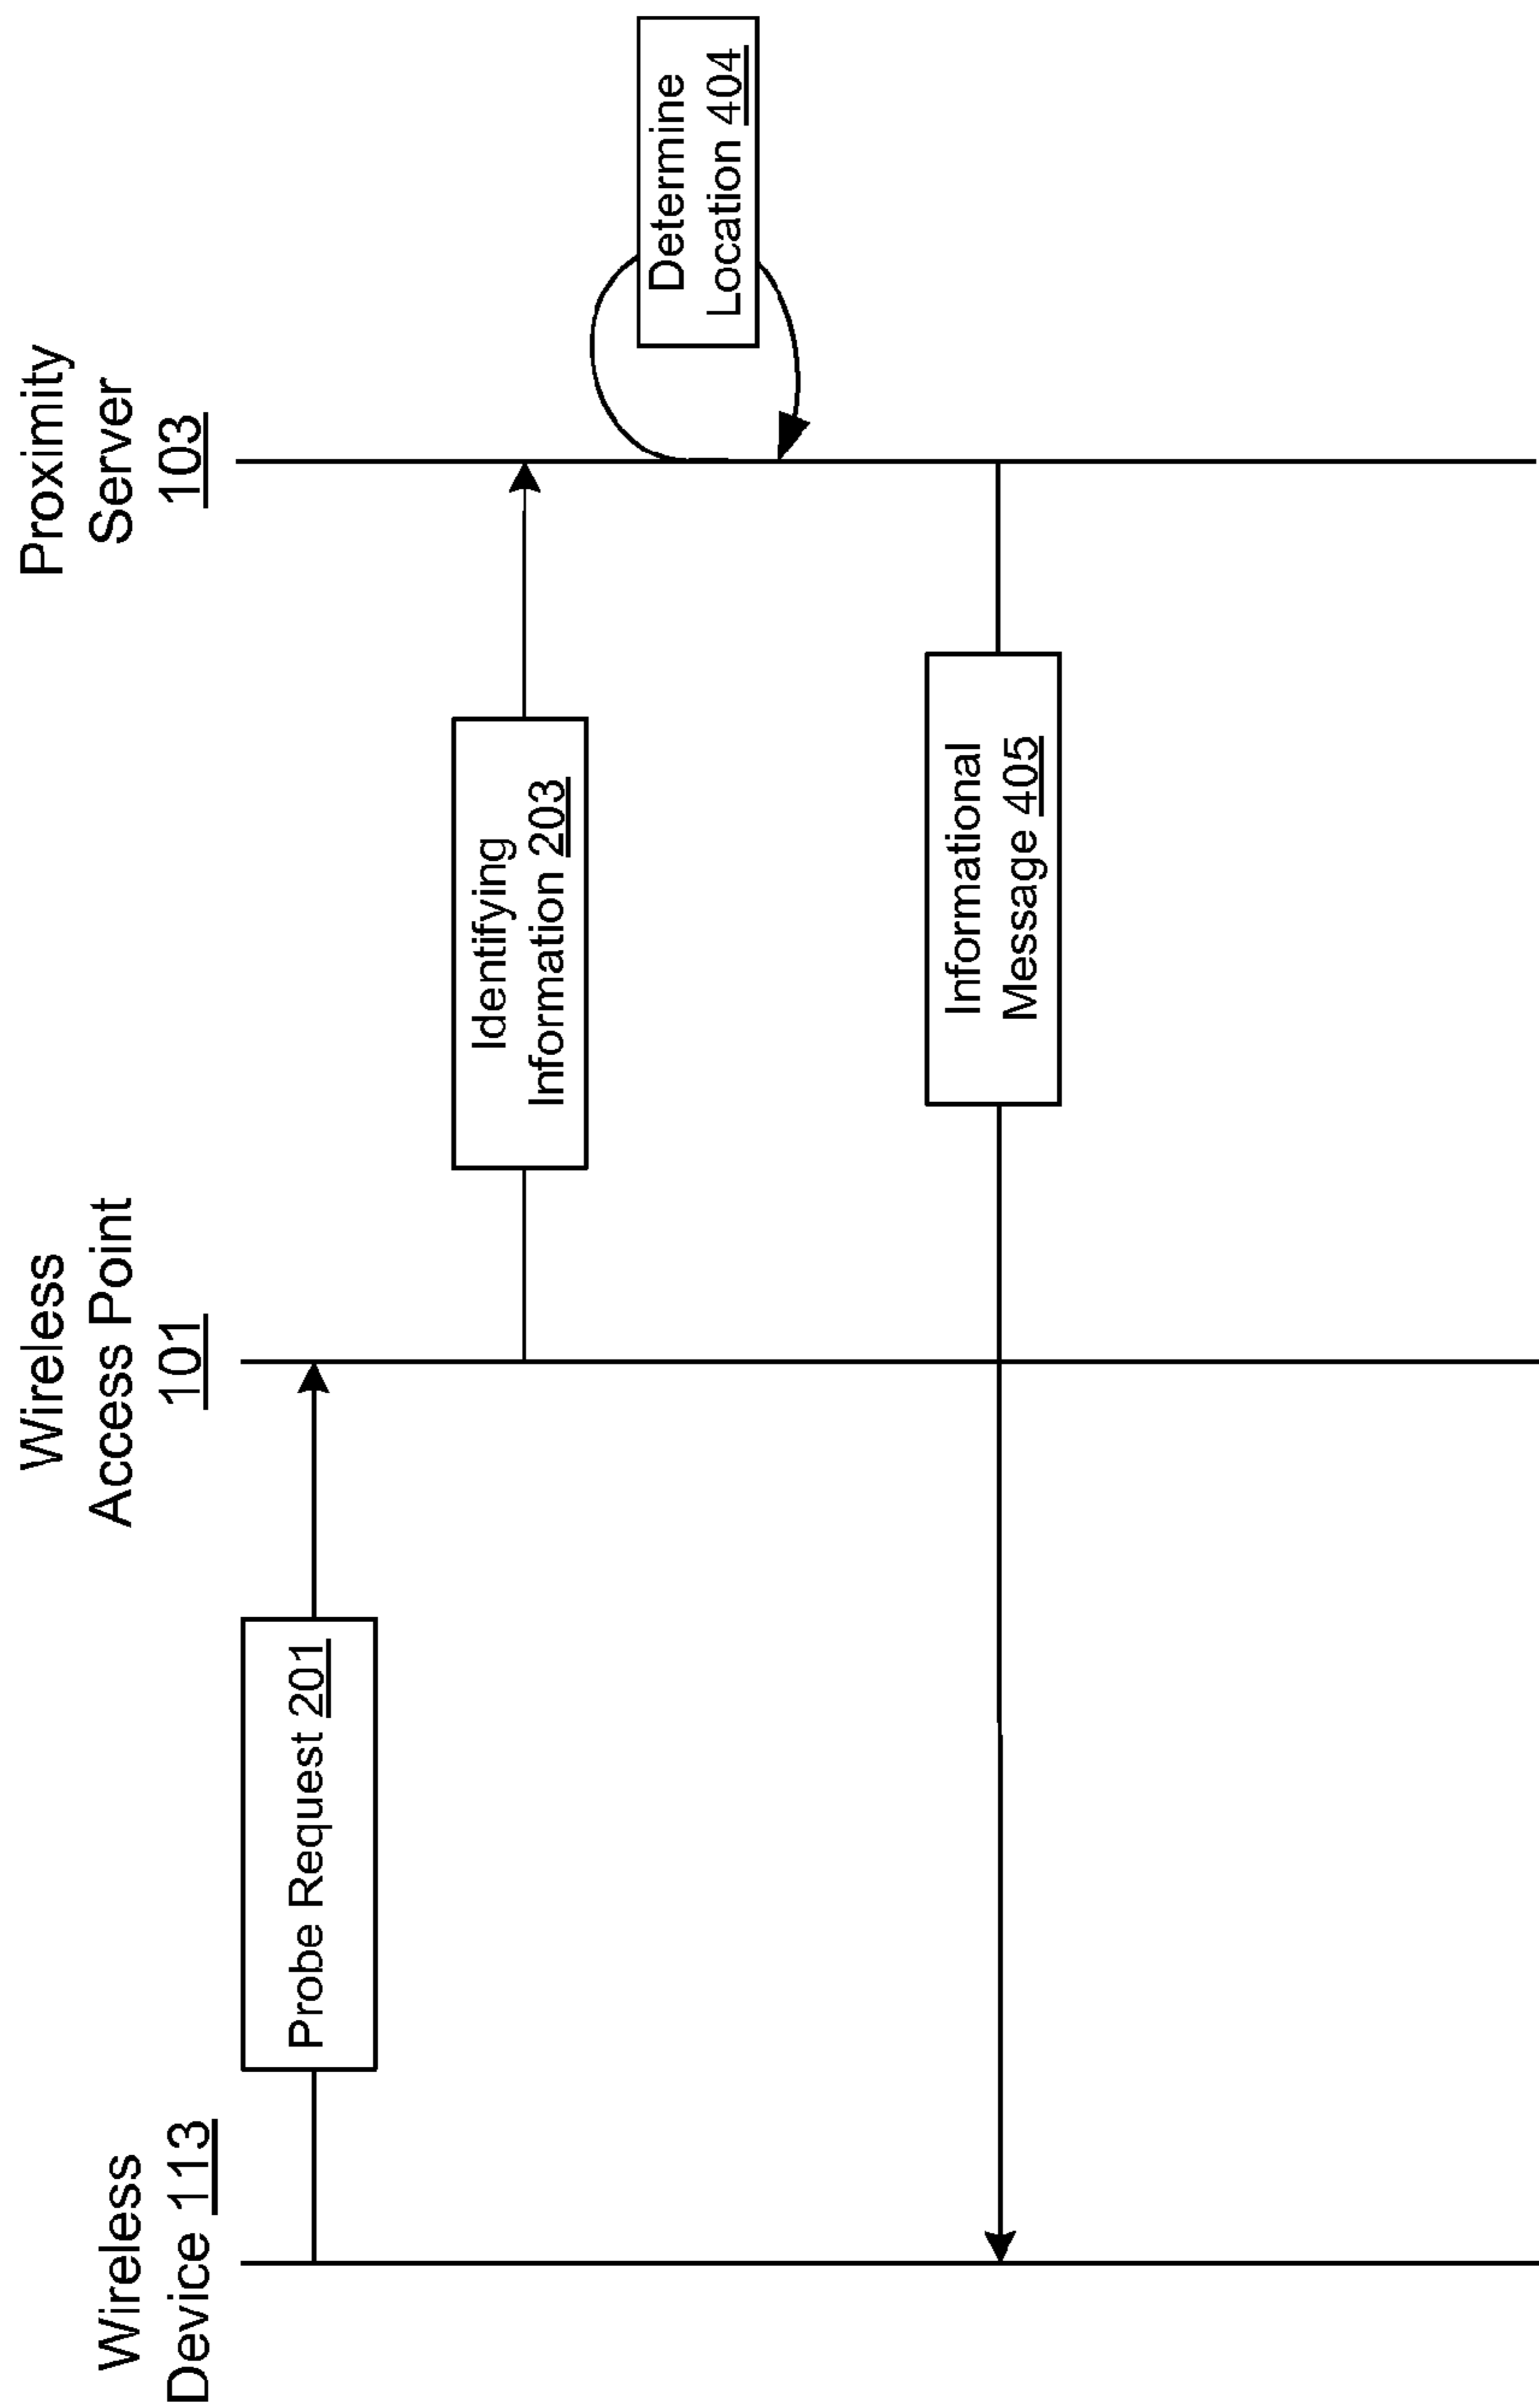 Wireless
Device 113
Wireless
Access Point
101
Proximity
Server
103
Probe Request 201
Identifying
Information 203
Determine
Location 404
Informational
Message 405